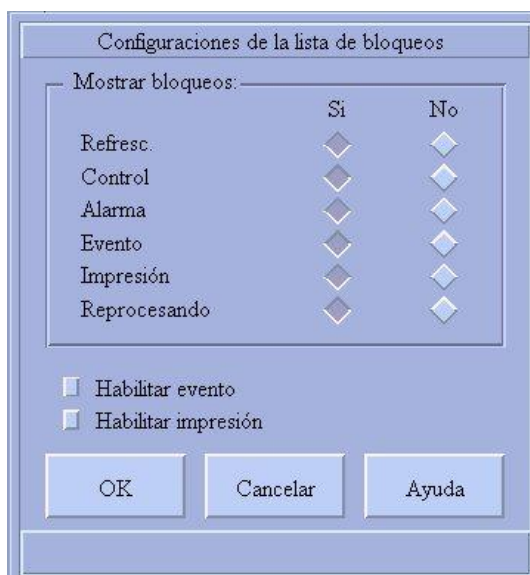 Configuraciones de la lista de bloqueos
Mostrar bloqueos:
Si No
Refresc.
Control
Alarma
Evento
Impresión
Reprocesando
Habilitar evento
Habilitar impresión
OK Cancelar Ayuda